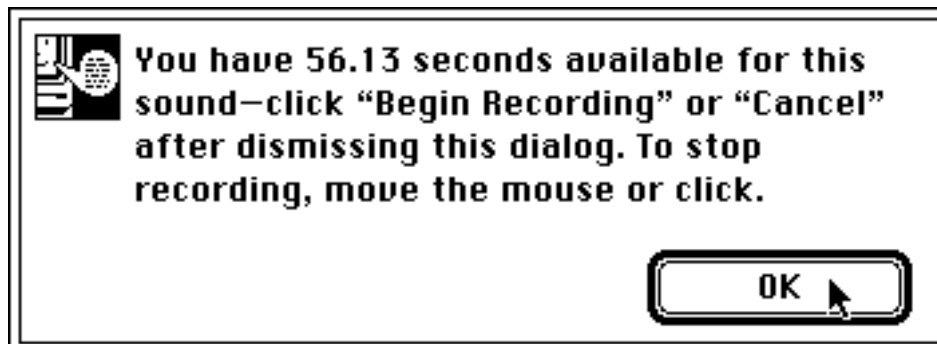 You have 56.13 seconds available for this
sound—click “Begin Recording” or “Cancel”
after dismissing this dialog. To stop
recording, move the mouse or click.
OK